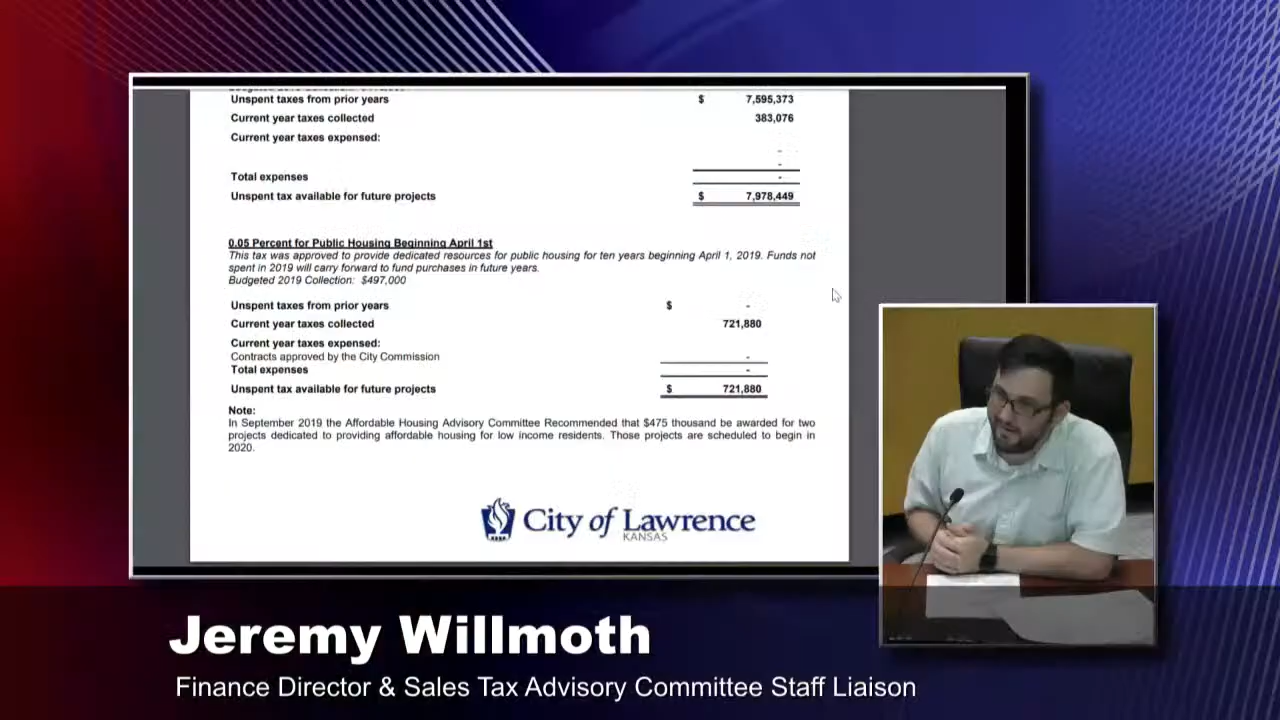 Unspent taxes from prior years $ 7,595,373
Current year taxes collected 383,076
Current year taxes expensed:
-
-
Total expenses -
Unspent tax available for future projects $ 7,978,449
0.05 Percent for Public Housing Beginning April 1st
This tax was approved to provide dedicated resources for public housing for ten years beginning April 1, 2019. Funds not
spent in 2019 will carry forward to fund purchases in future years.
Budgeted 2019 Collection: $497,000
Unspent taxes from prior years $ -
Current year taxes collected 721,880
Current year taxes expensed:
Contracts approved by the City Commission -
Total expenses -
Unspent tax available for future projects $ 721,880
Note:
In September 2019 the Affordable Housing Advisory Committee Recommended that $475 thousand be awarded for two
projects dedicated to providing affordable housing for low income residents. Those projects are scheduled to begin in
2020.
City of Lawrence
KANSAS
Jeremy Willmoth
Finance Director & Sales Tax Advisory Committee Staff Liaison